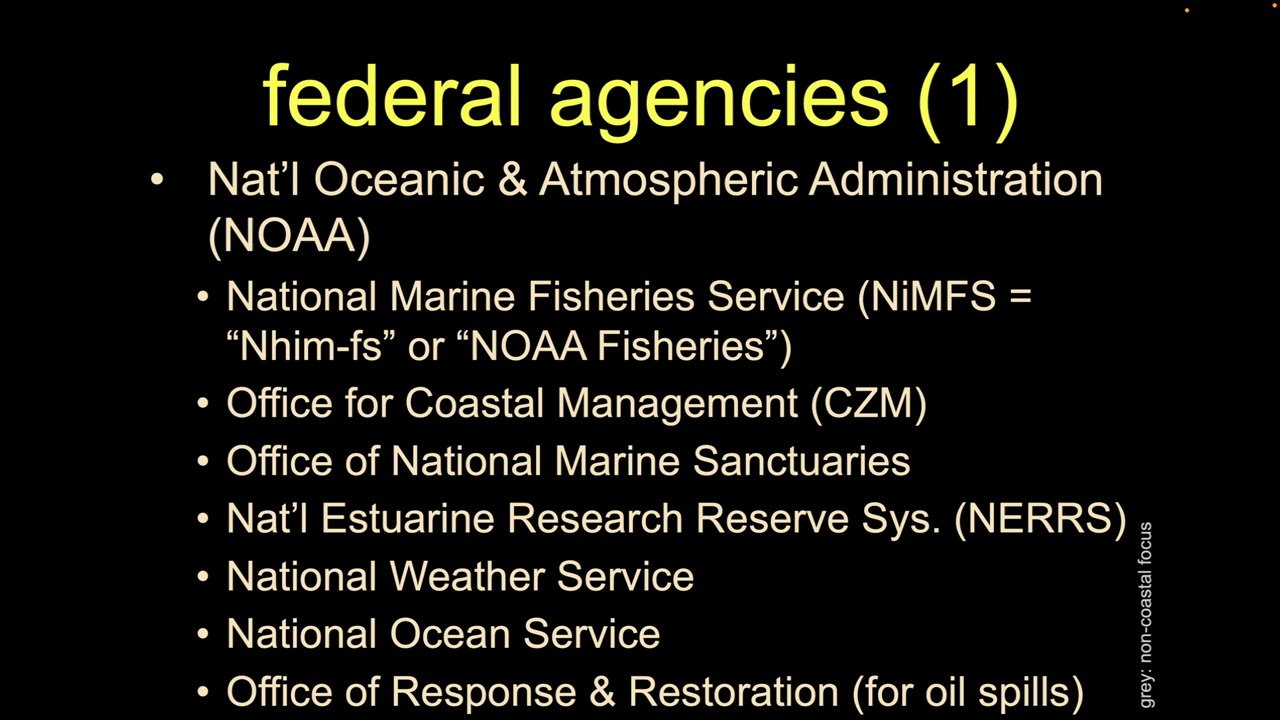 federal agencies (1)
• Nat’l Oceanic & Atmospheric Administration
(NOAA)
• National Marine Fisheries Service (NiMFS =
“Nhim-fs” or “NOAA Fisheries”)
• Office for Coastal Management (CZM)
• Office of National Marine Sanctuaries
• Nat’l Estuarine Research Reserve Sys. (NERRS)
• National Weather Service
• National Ocean Service
• Office of Response & Restoration (for oil spills)
grey: non-coastal focus